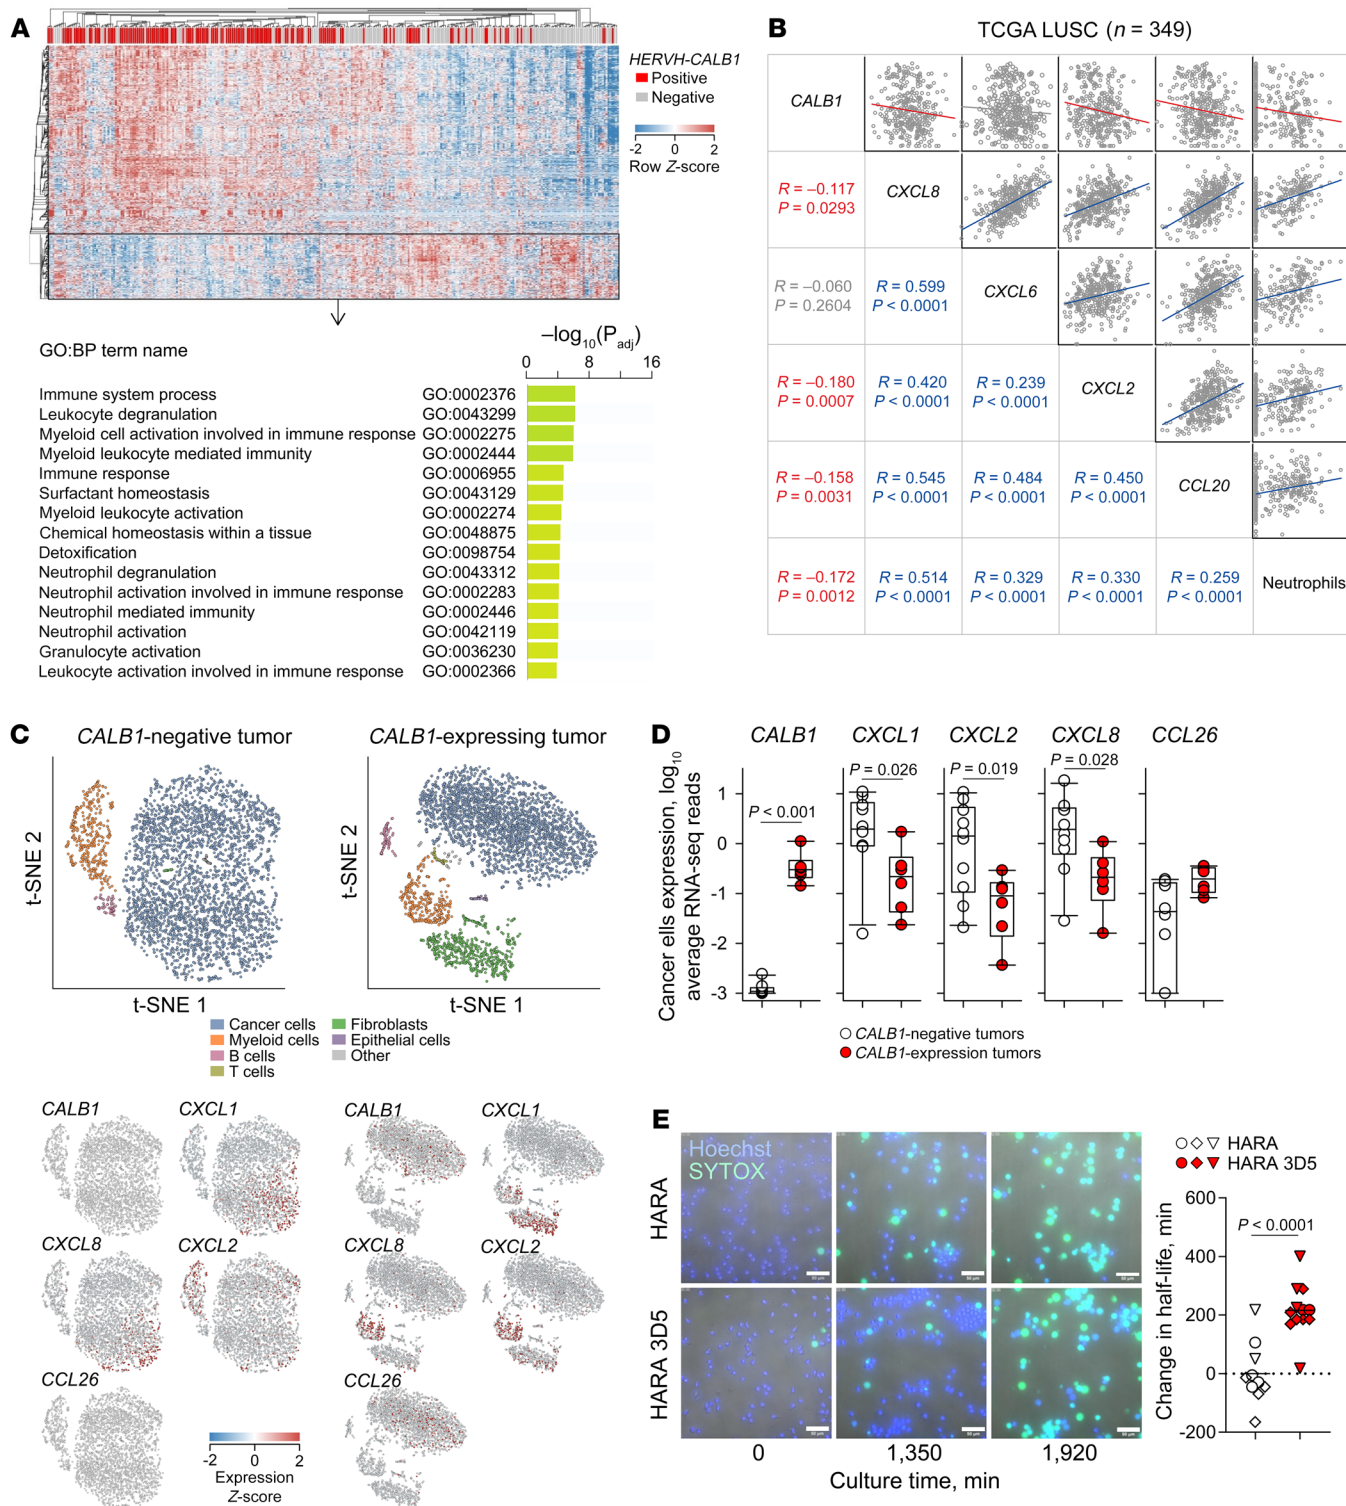 A
HERVH-CALB1
Positive
Negative
-2 0 2
Row Z-score
GO:BP term name
–log10(Padj)
0 8 16
Immune system process GO:0002376
Leukocyte degranulation GO:0043299
Myeloid cell activation involved in immune response GO:0002275
Myeloid leukocyte mediated immunity GO:0002444
Immune response GO:0006955
Surfactant homeostasis GO:0043129
Myeloid leukocyte activation GO:0002274
Chemical homeostasis within a tissue GO:0048875
Detoxification GO:0098754
Neutrophil degranulation GO:0043312
Neutrophil activation involved in immune response GO:0002283
Neutrophil mediated immunity GO:0002446
Neutrophil activation GO:0042119
Granulocyte activation GO:0036230
Leukocyte activation involved in immune response GO:0002366
B
TCGA LUSC (n = 349)
CALB1
R = –0.117
P = 0.0293
CXCL8
R = –0.060 R = 0.599
P = 0.2604 P < 0.0001
CXCL6
R = –0.180 R = 0.420 R = 0.239
P = 0.0007 P < 0.0001 P < 0.0001
CXCL2
R = –0.158 R = 0.545 R = 0.484 R = 0.450
P = 0.0031 P < 0.0001 P < 0.0001 P < 0.0001
CCL20
R = –0.172 R = 0.514 R = 0.329 R = 0.330 R = 0.259
P = 0.0012 P < 0.0001 P < 0.0001 P < 0.0001 P < 0.0001
Neutrophils
C
CALB1-negative tumor
CALB1-expressing tumor
t-SNE 2
t-SNE 1
t-SNE 2
t-SNE 1
Cancer cells
Myeloid cells
B cells
T cells
Fibroblasts
Epithelial cells
Other
CALB1 CXCL1 CALB1 CXCL1
CXCL8 CXCL2 CXCL8 CXCL2
CCL26 CCL26
-2 0 2
Expression
Z-score
D
CALB1 CXCL1 CXCL2 CXCL8 CCL26
Cancer ells expression, log10
average RNA-seq reads
1
0
-1
-2
-3
P < 0.001
P = 0.026
P = 0.019
P = 0.028
CALB1-negative tumors
CALB1-expression tumors
E
Hoechst
SYTOX
HARA
HARA 3D5
0 1,350 1,920
Culture time, min
HARA
HARA 3D5
Change in half-life, min
600
400
200
0
-200
P < 0.0001